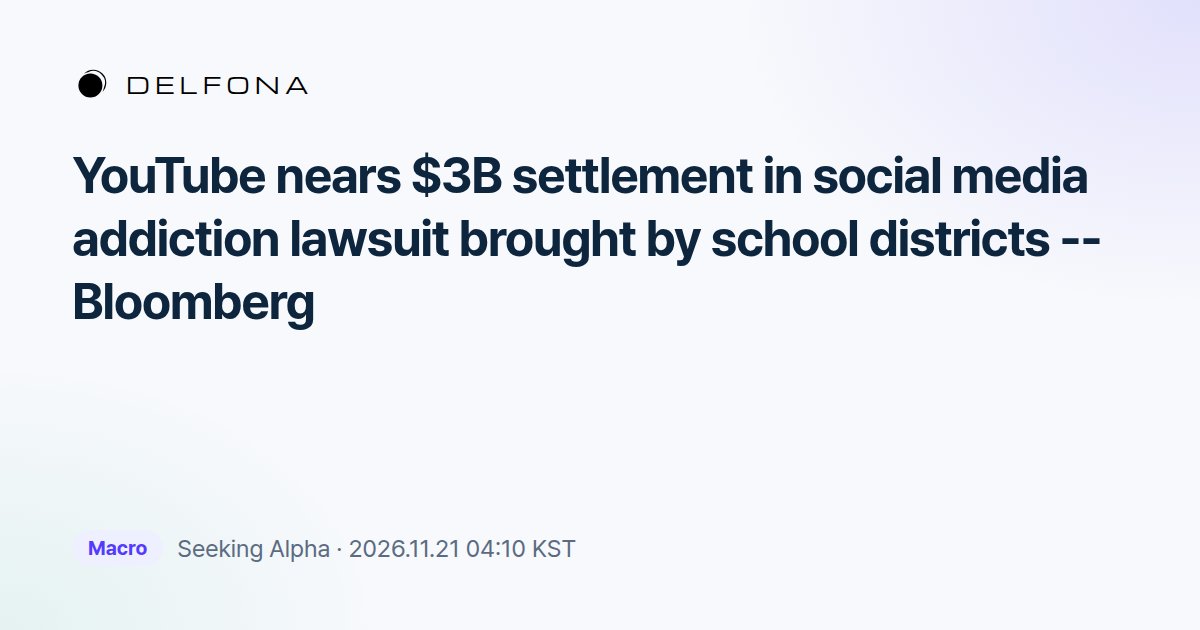 DELFONA
YouTube nears $3B settlement in social media
addiction lawsuit brought by school districts --
Bloomberg
Macro Seeking Alpha · 2026.11.21 04:10 KST